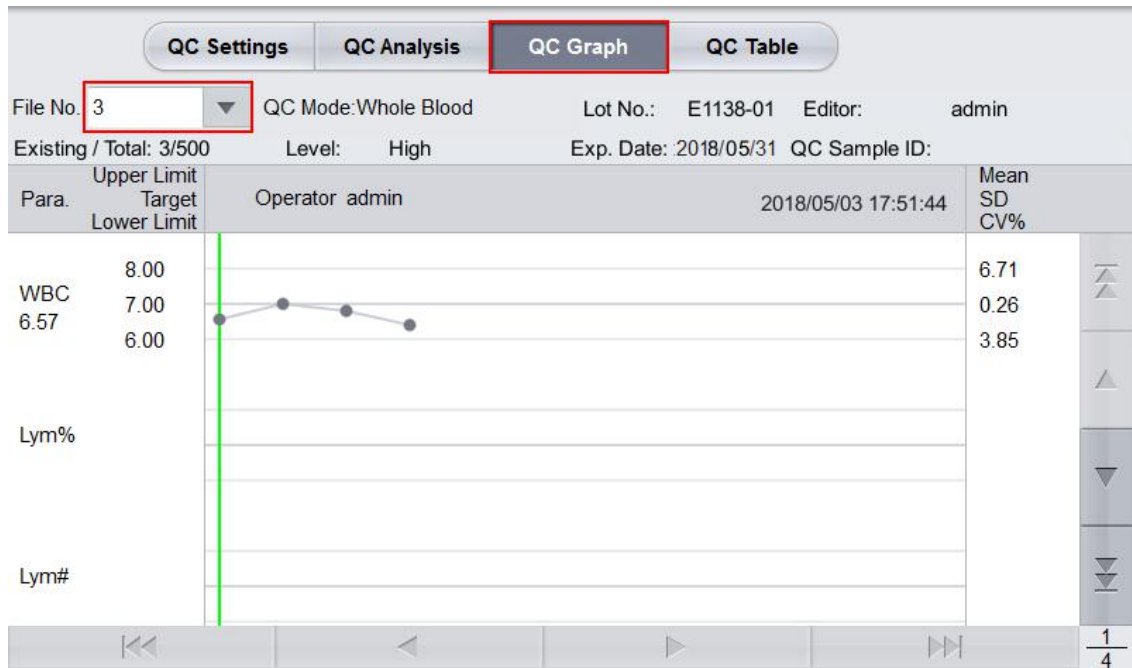 QC Settings QC Analysis QC Graph QC Table
File No. 3 QC Mode:Whole Blood Lot No.: E1138-01 Editor: admin
Existing / Total: 3/500 Level: High Exp. Date: 2018/05/31 QC Sample ID:
Para. Upper Limit Target Lower Limit Operator admin 2018/05/03 17:51:44 Mean SD CV%
WBC 6.57
8.00
7.00
6.00
6.71
0.26
3.85
Lym%
Lym#
1
4